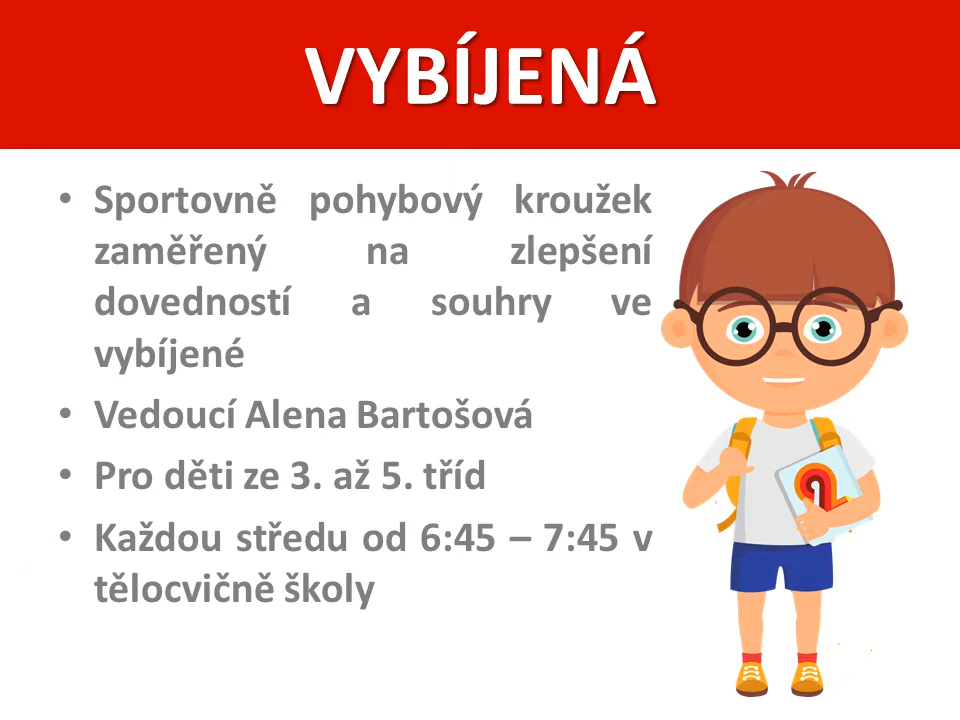 VYBÍJENÁ
• Sportovně pohybový kroužek
zaměřený na zlepšení
dovedností a souhry ve
vybíjené
• Vedoucí Alena Bartošová
• Pro děti ze 3. až 5. tříd
• Každou středu od 6:45 – 7:45 v
tělocvičně školy